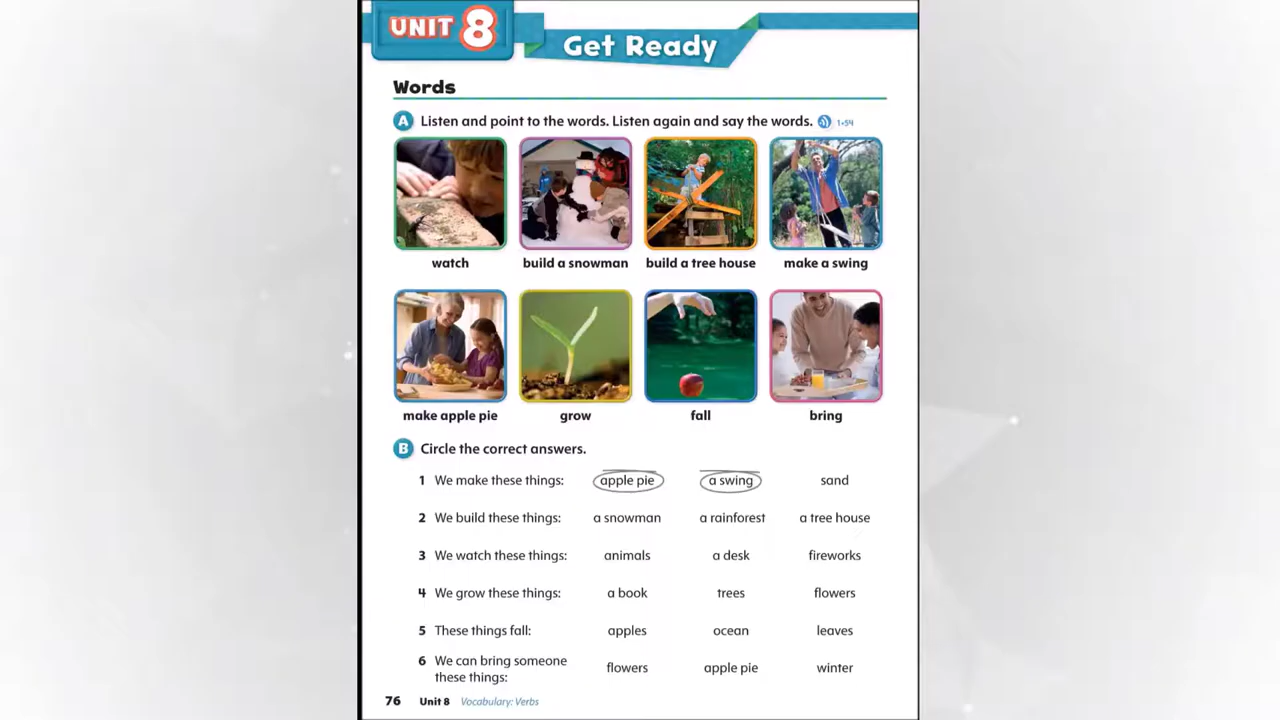 UNIT 8
Get Ready
Words
A Listen and point to the words. Listen again and say the words. 1•54
watch build a snowman build a tree house make a swing
make apple pie grow fall bring
B Circle the correct answers.
1 We make these things: apple pie a swing sand
2 We build these things: a snowman a rainforest a tree house
3 We watch these things: animals a desk fireworks
4 We grow these things: a book trees flowers
5 These things fall: apples ocean leaves
6 We can bring someone
these things: flowers apple pie winter
76 Unit 8 Vocabulary: Verbs